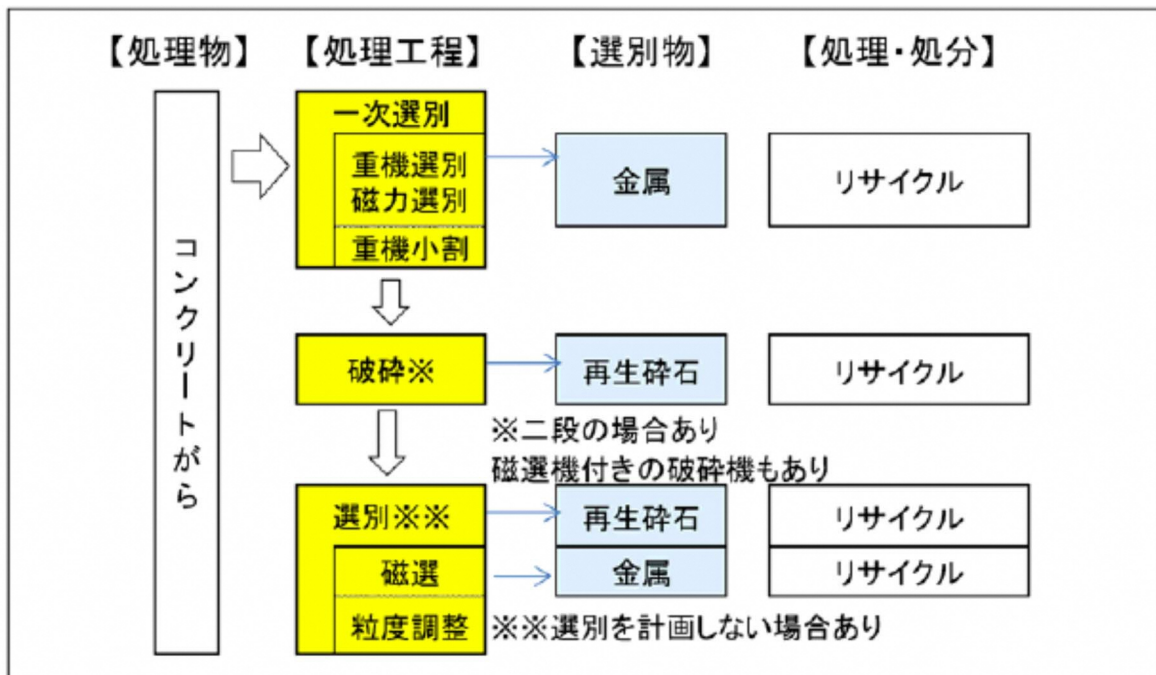 【処理物】 【処理工程】 【選別物】 【処理・処分】
コンクリートがら
一次選別
重機選別
磁力選別
重機小割
金属
リサイクル
破砕※
再生砕石
リサイクル
※二段の場合あり
磁選機付きの破砕機もあり
選別※※
再生砕石
リサイクル
磁選
金属
リサイクル
粒度調整
※※選別を計画しない場合あり